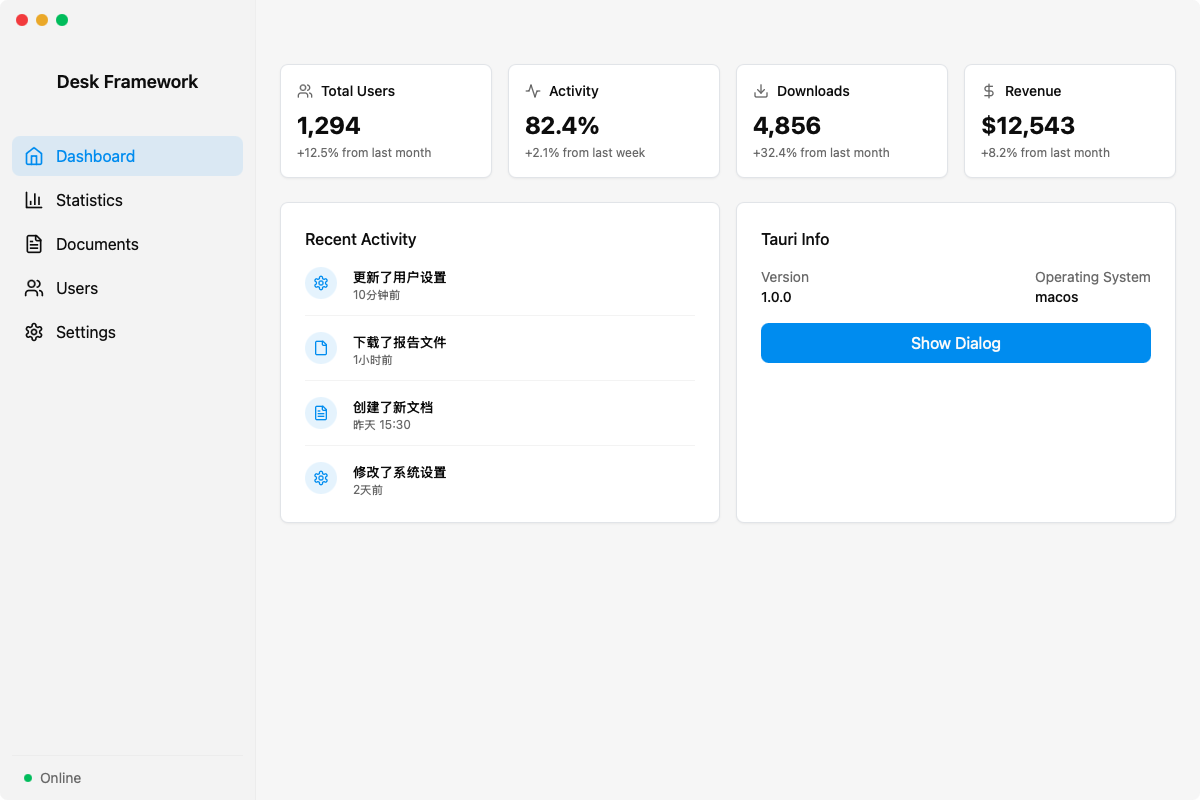 Desk Framework
Dashboard
Statistics
Documents
Users
Settings
Online
Total Users
1,294
+12.5% from last month
Activity
82.4%
+2.1% from last week
Downloads
4,856
+32.4% from last month
Revenue
$12,543
+8.2% from last month
Recent Activity
更新了用户设置
10分钟前
下载了报告文件
1小时前
创建了新文档
昨天 15:30
修改了系统设置
2天前
Tauri Info
Version
1.0.0
Operating System
macos
Show Dialog